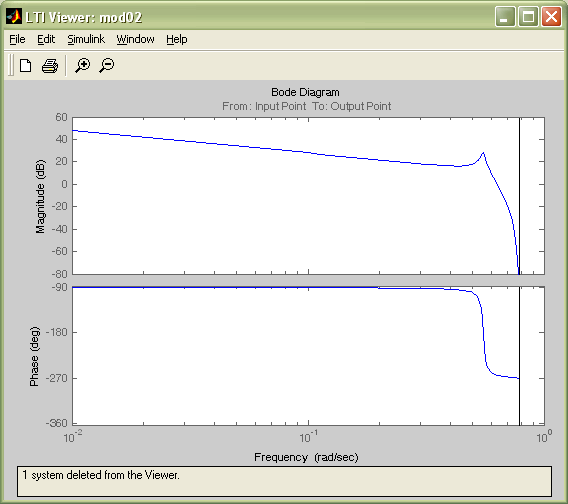 LTI Viewer: mod02
File Edit Simulink Window Help
Bode Diagram
From: Input Point To: Output Point
Magnitude (dB)
60
40
20
0
-20
-40
-60
-80
Phase (deg)
-90
-180
-270
-360
10^-2 10^-1 10^0
Frequency (rad/sec)
1 system deleted from the Viewer.